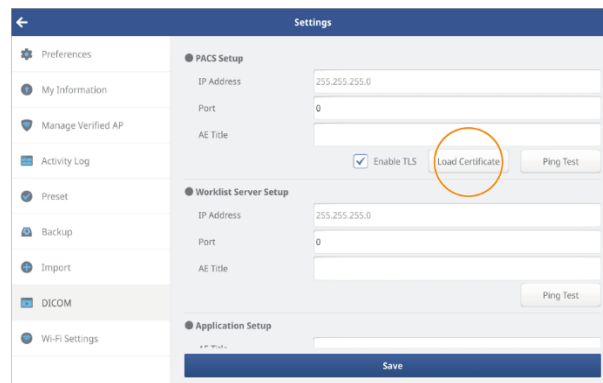 Settings
Preferences
My Information
Manage Verified AP
Activity Log
Preset
Backup
Import
DICOM
Wi-Fi Settings
PACS Setup
IP Address 255.255.255.0
Port 0
AE Title
Enable TLS Load Certificate Ping Test
Worklist Server Setup
IP Address 255.255.255.0
Port 0
AE Title
Ping Test
Application Setup
AE Title
Save